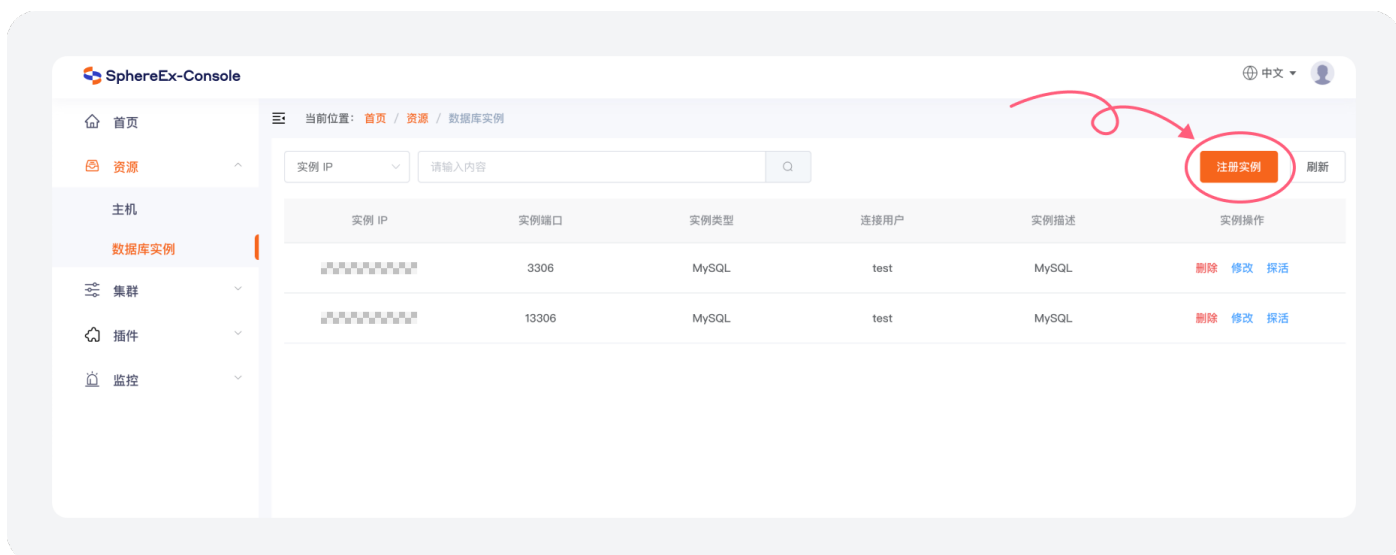 SphereEx-Console
中文
首页
当前位置: 首页 / 资源 / 数据库实例
资源
实例 IP 请输入内容 注册实例 刷新
主机
数据库实例
实例 IP 实例端口 实例类型 连接用户 实例描述 实例操作
3306 MySQL test MySQL 删除 修改 探活
集群
13306 MySQL test MySQL 删除 修改 探活
插件
监控